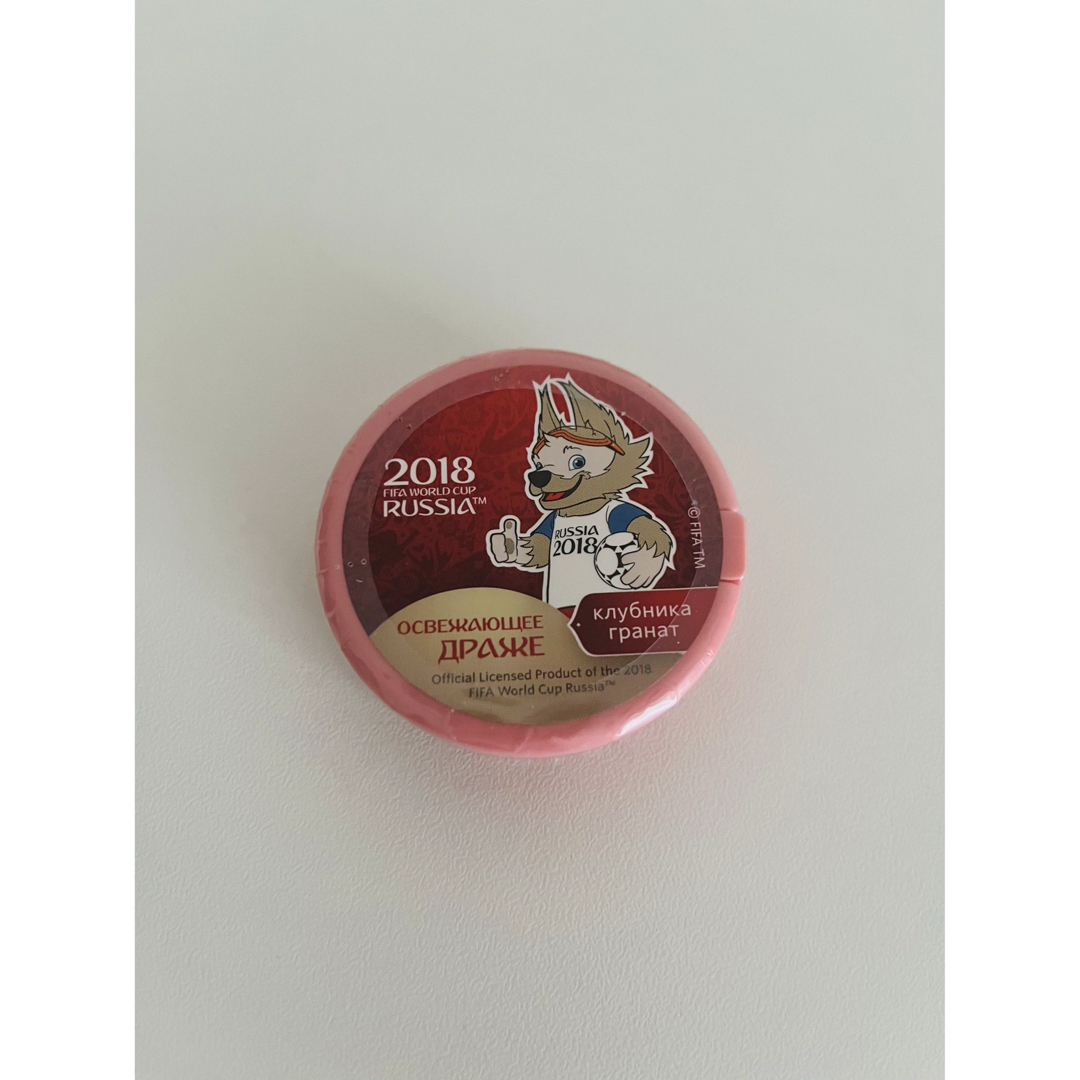 2018
FIFA WORLD CUP
RUSSIA™
RUSSIA
2018
© FIFA TM
клубника
гранат
ОСВЕЖАЮЩЕЕ
ДРАЖЕ
Official Licensed Product of the 2018
FIFA World Cup Russia™